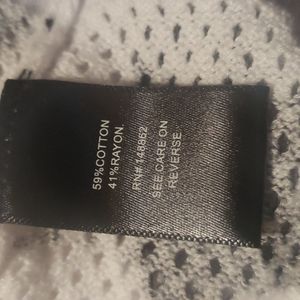 59%COTTON
41%RAYON.
RN# 148862
SEE CARE ON
REVERSE